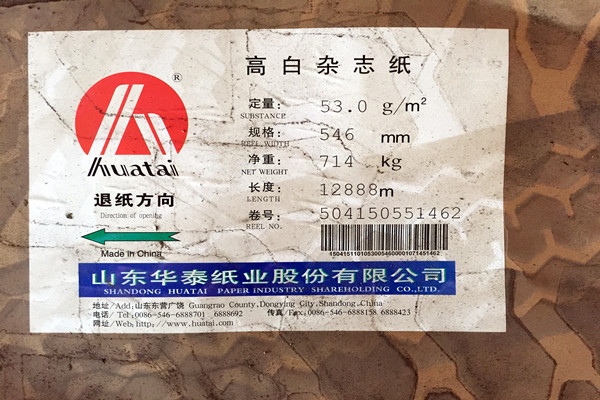 ®
huatai
高白杂志纸
定量: 53.0 g/m²
SUBSTANCE
规格: 546 mm
REEL WIDTH
净重: 714 kg
NET WEIGHT
长度: 12888m
LENGTH
卷号: 504150551462
REEL NO.
退纸方向
Direction of opening
Made in China
山东华泰纸业股份有限公司
SHANDONG HUATAI PAPER INDUSTRY SHAREHOLDING CO.,LTD.
地址/Add:山东东营广饶 Guangrao County,Dongying City,Shandong,China
电话/Tel:0086-546-6888701 6888692 传真/Fax:0086-546-6888158 6888423
网址/Web:http://www.huatai.com